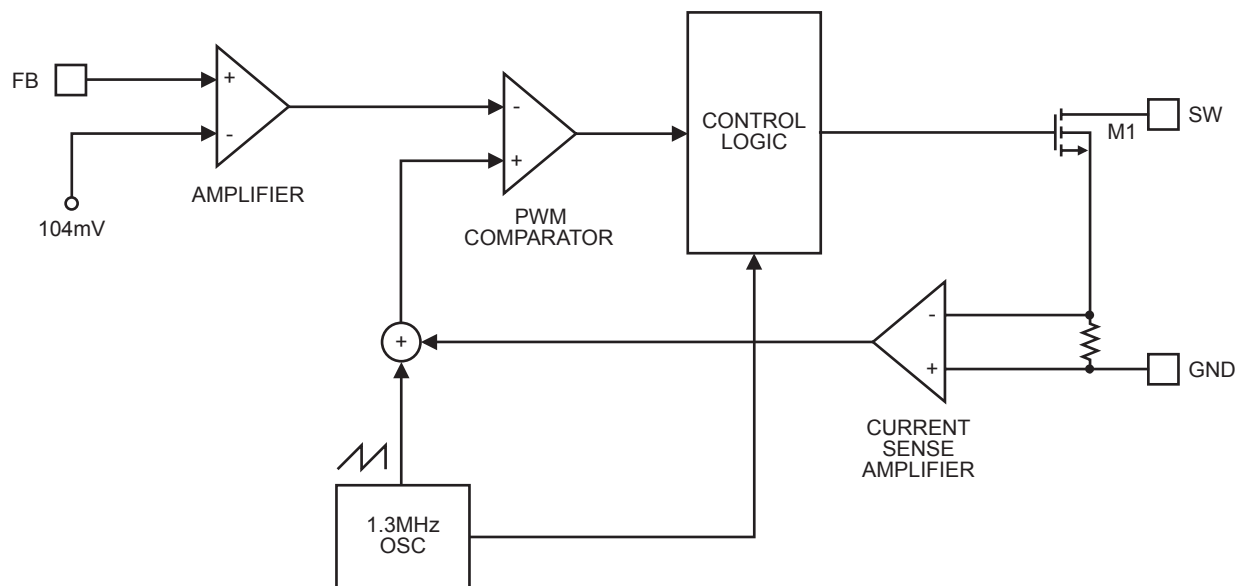 FB
+
-
104mV
AMPLIFIER
-
+
PWM
COMPARATOR
CONTROL
LOGIC
M1
SW
-
+
CURRENT
SENSE
AMPLIFIER
GND
+
1.3MHz
OSC